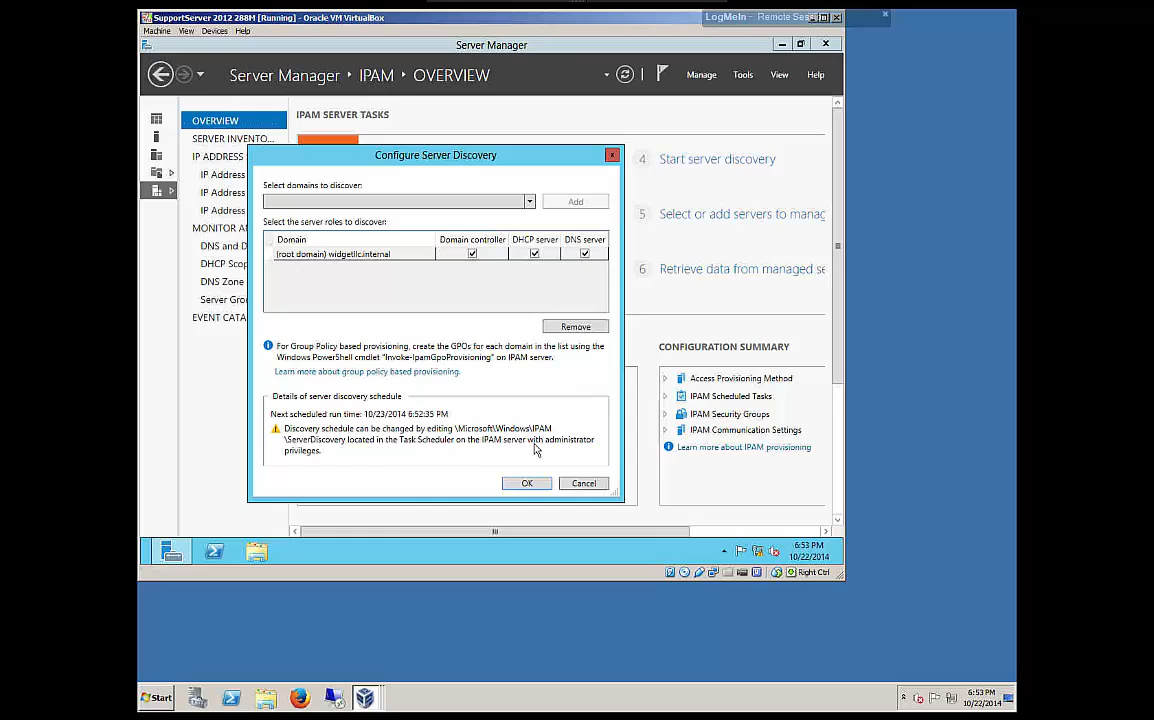 SupportServer 2012 288M [Running] - Oracle VM VirtualBox
LogMeIn - Remote Ses
Machine View Devices Help
Server Manager
Server Manager ‣ IPAM ‣ OVERVIEW
Manage Tools View Help
OVERVIEW
SERVER INVENTO...
IP ADDRESS
IP Address
IP Address
IP Address
MONITOR AN
DNS and D
DHCP Scop
DNS Zone
Server Grou
EVENT CATA
IPAM SERVER TASKS
4 Start server discovery
5 Select or add servers to manag
6 Retrieve data from managed se
Configure Server Discovery
Select domains to discover:
Add
Select the server roles to discover:
Domain Domain controller DHCP server DNS server
(root domain) widgetllc.internal
Remove
For Group Policy based provisioning, create the GPOs for each domain in the list using the
Windows PowerShell cmdlet "Invoke-IpamGpoProvisioning" on IPAM server.
Learn more about group policy based provisioning.
Details of server discovery schedule
Next scheduled run time: 10/23/2014 6:52:35 PM
Discovery schedule can be changed by editing \Microsoft\Windows\IPAM
\ServerDiscovery located in the Task Scheduler on the IPAM server with administrator
privileges.
OK Cancel
CONFIGURATION SUMMARY
Access Provisioning Method
IPAM Scheduled Tasks
IPAM Security Groups
IPAM Communication Settings
Learn more about IPAM provisioning
6:53 PM
10/22/2014
Right Ctrl
Start
6:53 PM
10/22/2014